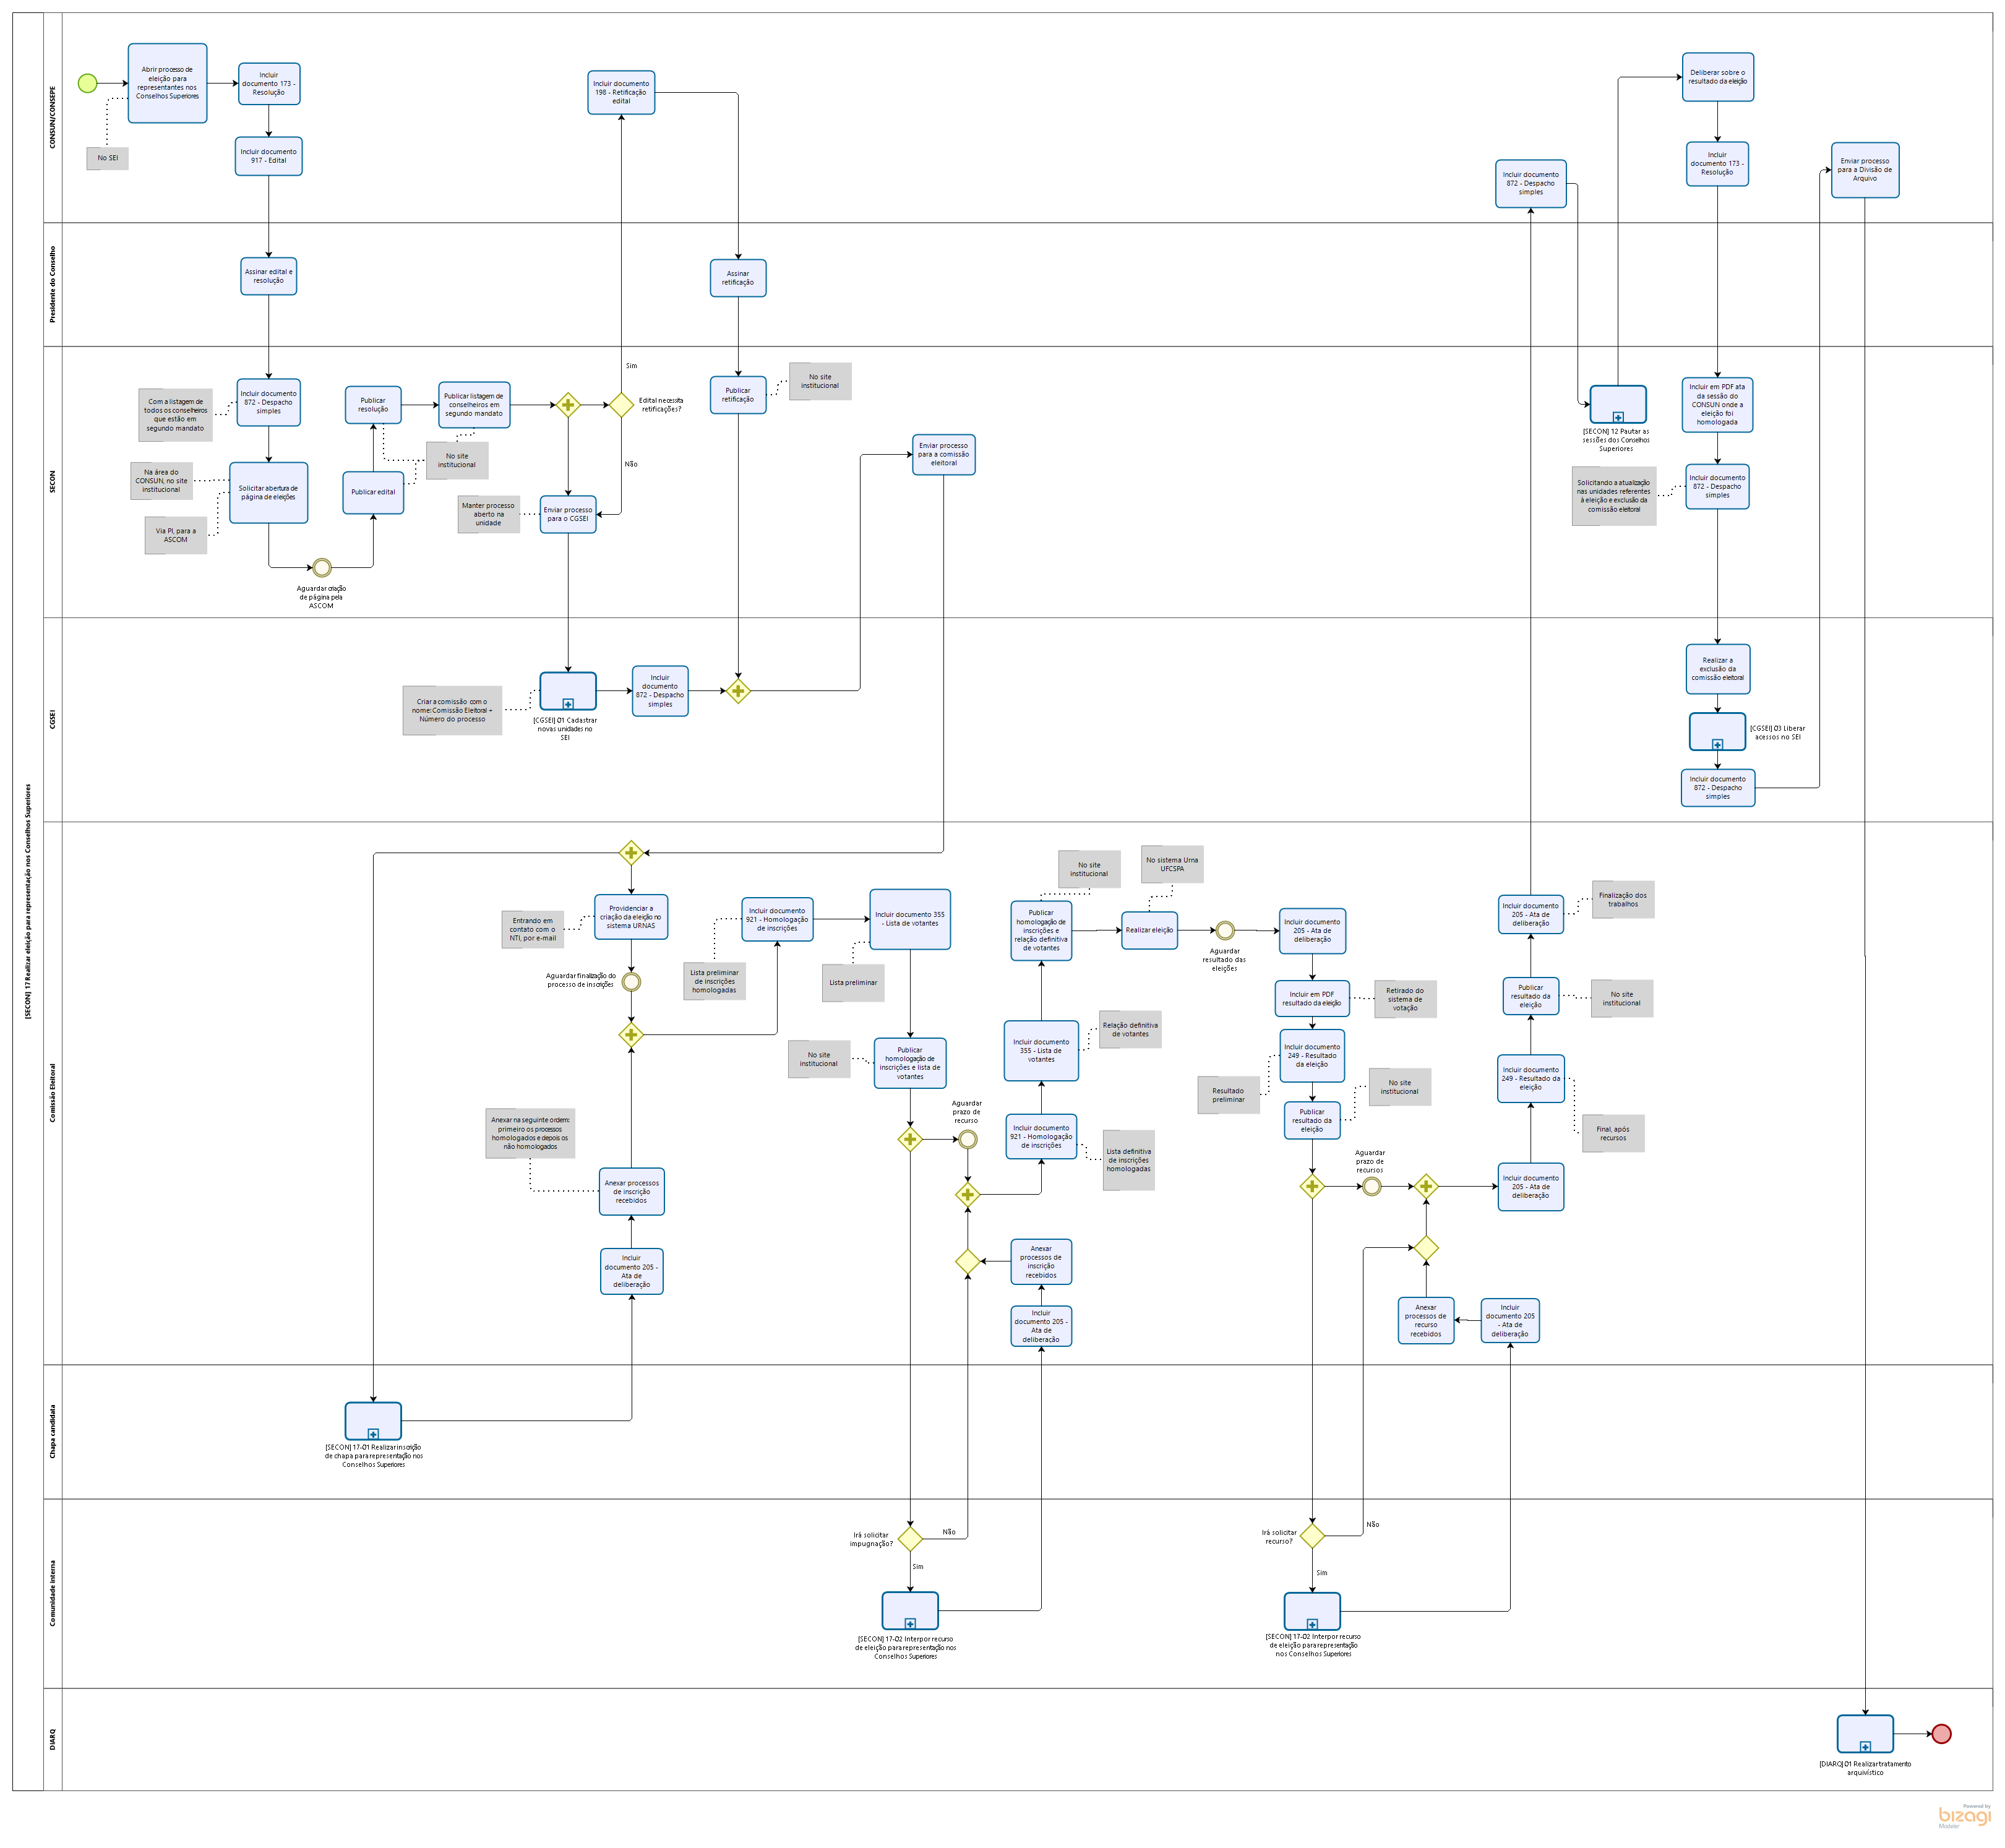 [SECON] 17 Realizar eleição para representação nos Conselhos Superiores
CONSUN/CONSEPE
Abrir processo de
eleição para
representantes nos
Conselhos Superiores
No SEI
Incluir
documento 173 -
Resolução
Incluir documento
917 - Edital
Incluir documento
198 - Retificação
edital
Incluir documento
872 - Despacho
simples
Deliberar sobre o
resultado da eleição
Incluir
documento 173 -
Resolução
Enviar processo
para a Divisão de
Arquivo
Presidente do Conselho
Assinar edital e
resolução
Assinar
retificação
SECON
Com a listagem de
todos os conselheiros
que estão em
segundo mandato
Incluir documento
872 - Despacho
simples
Na área do
CONSUN, no site
institucional
Solicitar abertura de
página de eleições
Via PI, para a
ASCOM
Aguardar criação
de página pela
ASCOM
Publicar edital
Publicar
resolução
Publicar listagem de
conselheiros em
segundo mandato
No site
institucional
Sim
Edital necessita
retificações?
Não
Manter processo
aberto na
unidade
Enviar processo
para o CGSEI
Publicar
retificação
No site
institucional
Enviar processo
para a comissão
eleitoral
[SECON] 12 Pautar as
sessões dos Conselhos
Superiores
Incluir em PDF ata
da sessão do
CONSUN onde a
eleição foi
homologada
Solicitando a atualização
nas unidades referentes
à eleição e exclusão da
comissão eleitoral
Incluir documento
872 - Despacho
simples
CGSEI
Criar a comissão com o
nome: Comissão Eleitoral +
Número do processo
[CGSEI] 01 Cadastrar
novas unidades no
SEI
Incluir
documento
872 - Despacho
simples
Realizar a
exclusão da
comissão eleitoral
[CGSEI] 03 Liberar
acessos no SEI
Incluir documento
872 - Despacho
simples
Comissão Eleitoral
Entrando em
contato com o
NTI, por e-mail
Providenciar a
criação da eleição no
sistema URNAS
Aguardar finalização do
processo de inscrições
Anexar na seguinte ordem:
primeiro os processos
homologados e depois os
não homologados
Anexar processos
de inscrição
recebidos
Incluir
documento 205 -
Ata de
deliberação
Incluir documento
921 - Homologação
de inscrições
Lista preliminar
de inscrições
homologadas
Incluir documento 355
- Lista de votantes
Lista preliminar
No site
institucional
Publicar
homologação de
inscrições e lista de
votantes
Aguardar
prazo de
recurso
Anexar
processos de
inscrição
recebidos
Incluir
documento 205 -
Ata de
deliberação
Incluir documento
921 - Homologação
de inscrições
Lista definitiva
de inscrições
homologadas
Incluir documento
355 - Lista de
votantes
Relação definitiva
de votantes
Publicar
homologação de
inscrições e
relação definitiva
de votantes
No site
institucional
Realizar eleição
No sistema Urna
UFCSPA
Aguardar
resultado das
eleições
Incluir documento
205 - Ata de
deliberação
Incluir em PDF
resultado da eleição
Retirado do
sistema de
votação
Incluir documento
249 - Resultado
da eleição
Resultado
preliminar
Publicar
resultado da
eleição
No site
institucional
Aguardar
prazo de
recursos
Anexar
processos de
recurso
recebidos
Incluir
documento 205
- Ata de
deliberação
Incluir documento
205 - Ata de
deliberação
Incluir documento
249 - Resultado da
eleição
Final, após
recursos
Publicar
resultado da
eleição
No site
institucional
Incluir documento
205 - Ata de
deliberação
Finalização dos
trabalhos
Chapa candidata
[SECON] 17-01 Realizar inscrição
de chapa para representação nos
Conselhos Superiores
Comunidade Interna
Irá solicitar
impugnação?
Não
Sim
[SECON] 17-02 Interpor recurso
de eleição para representação nos
Conselhos Superiores
Irá solicitar
recurso?
Não
Sim
[SECON] 17-02 Interpor recurso
de eleição para representação
nos Conselhos Superiores
DIARQ
[DIARQ] 01 Realizar tratamento
arquivístico
Powered by
bizagi
Modeler